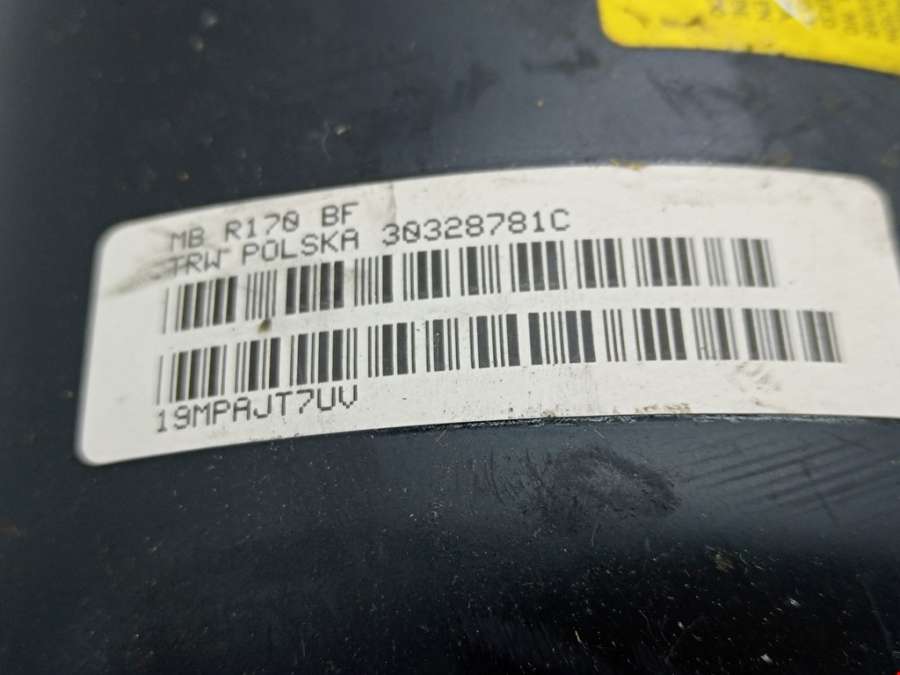 MB R170 BF
TRW POLSKA 30328781C
19MPAJT7UV